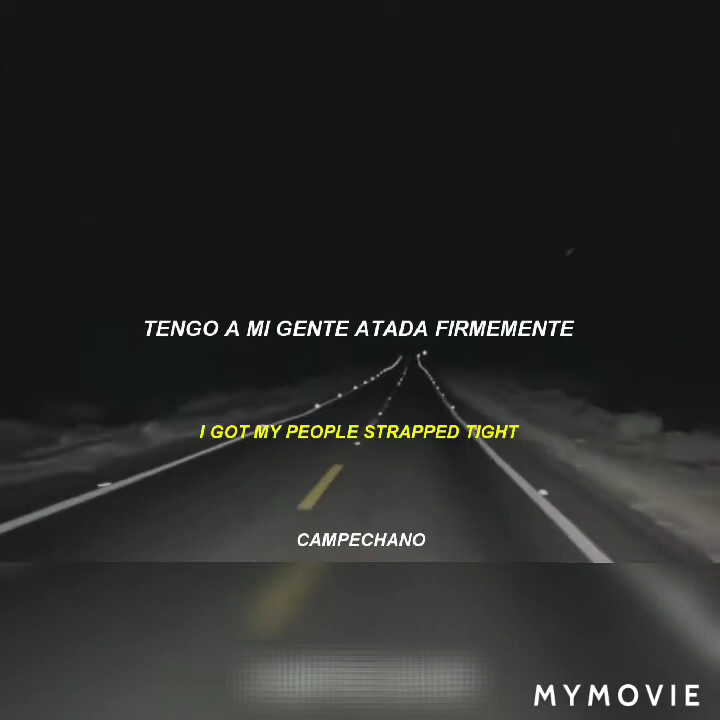 TENGO A MI GENTE ATADA FIRMEMENTE
I GOT MY PEOPLE STRAPPED TIGHT
CAMPECHANO
MYMOVIE